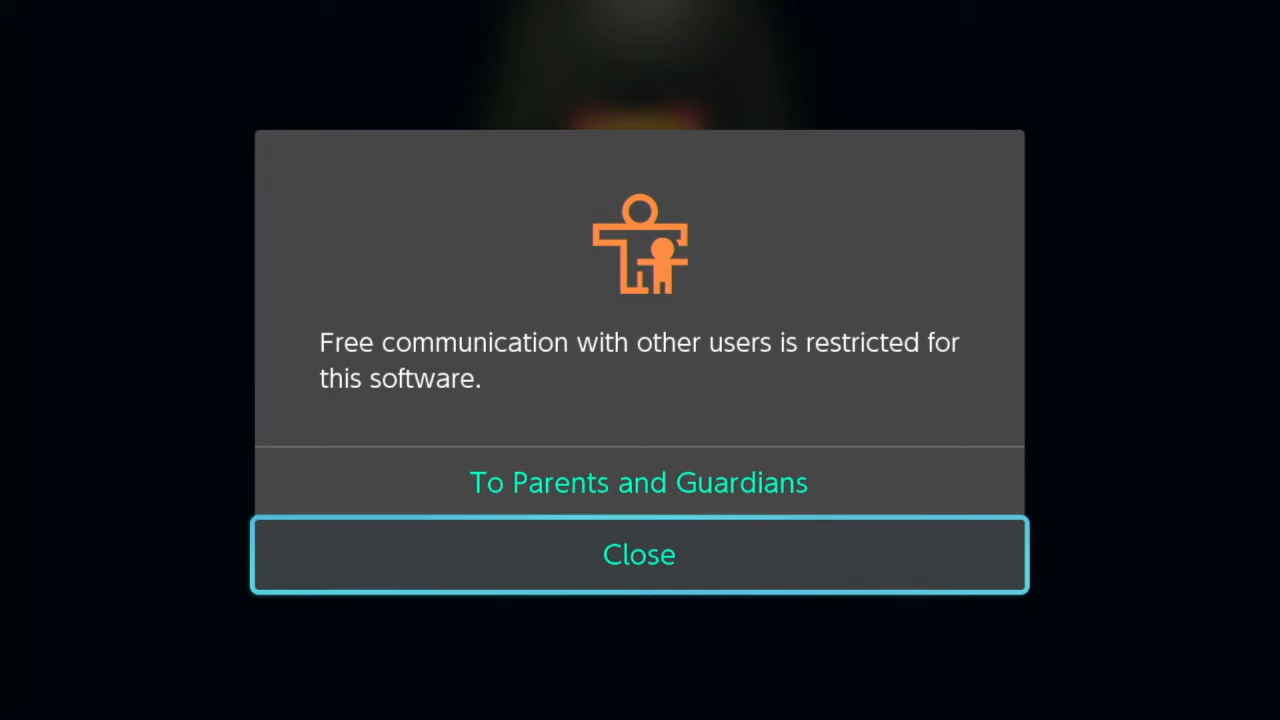 Free communication with other users is restricted for
this software.
To Parents and Guardians
Close